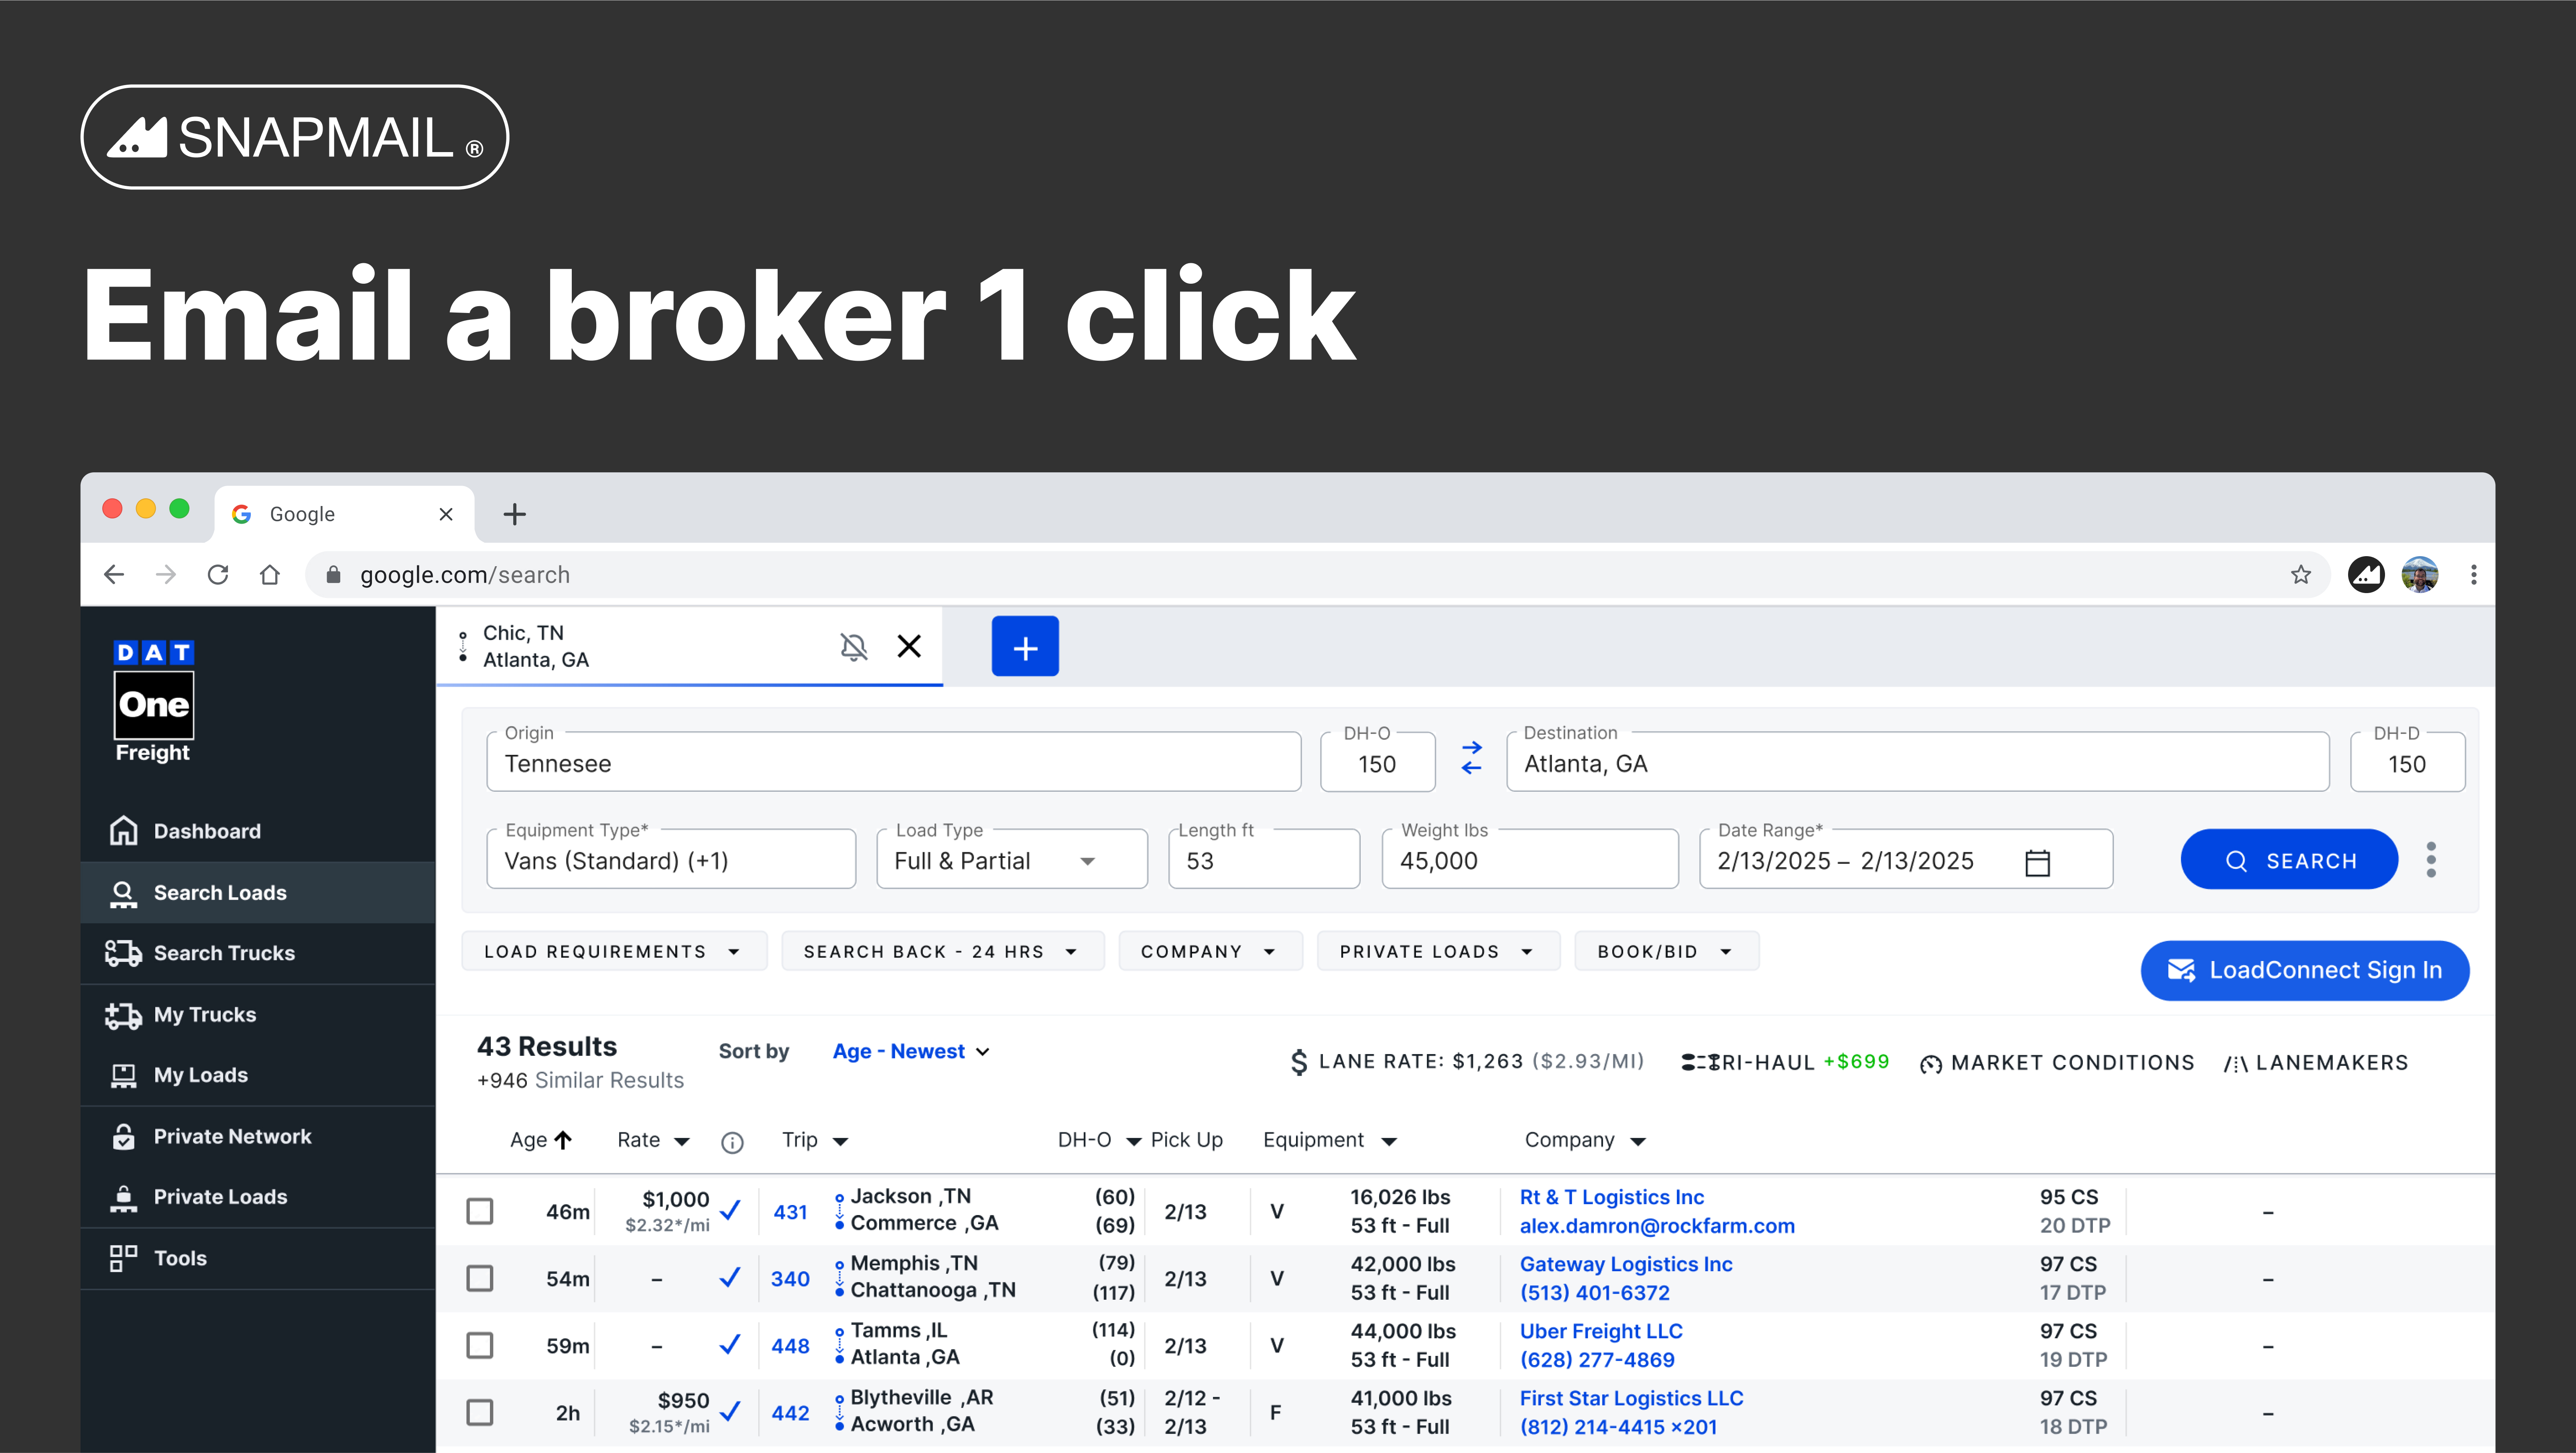 SNAPMAIL ®
Email a broker 1 click
Google
google.com/search
DAT
One
Freight
Dashboard
Search Loads
Search Trucks
My Trucks
My Loads
Private Network
Private Loads
Tools
Chic, TN
Atlanta, GA
Origin
Tennesee
DH-O
150
Destination
Atlanta, GA
DH-D
150
Equipment Type*
Vans (Standard) (+1)
Load Type
Full & Partial
Length ft
53
Weight lbs
45,000
Date Range*
2/13/2025 – 2/13/2025
SEARCH
LOAD REQUIREMENTS
SEARCH BACK - 24 HRS
COMPANY
PRIVATE LOADS
BOOK/BID
LoadConnect Sign In
43 Results
+946 Similar Results
Sort by
Age - Newest
LANE RATE: $1,263 ($2.93/MI)
RI-HAUL +$699
MARKET CONDITIONS
LANEMAKERS
Age Rate Trip DH-O Pick Up Equipment Company
46m
$1,000
$2.32*/mi
431
Jackson ,TN
Commerce ,GA
(60)
(69)
2/13
V
16,026 lbs
53 ft - Full
Rt & T Logistics Inc
alex.damron@rockfarm.com
95 CS
20 DTP
–
54m
–
340
Memphis ,TN
Chattanooga ,TN
(79)
(117)
2/13
V
42,000 lbs
53 ft - Full
Gateway Logistics Inc
(513) 401-6372
97 CS
17 DTP
–
59m
–
448
Tamms ,IL
Atlanta ,GA
(114)
(0)
2/13
V
44,000 lbs
53 ft - Full
Uber Freight LLC
(628) 277-4869
97 CS
19 DTP
–
2h
$950
$2.15*/mi
442
Blytheville ,AR
Acworth ,GA
(51)
(33)
2/12 -
2/13
F
41,000 lbs
53 ft - Full
First Star Logistics LLC
(812) 214-4415 ×201
97 CS
18 DTP
–